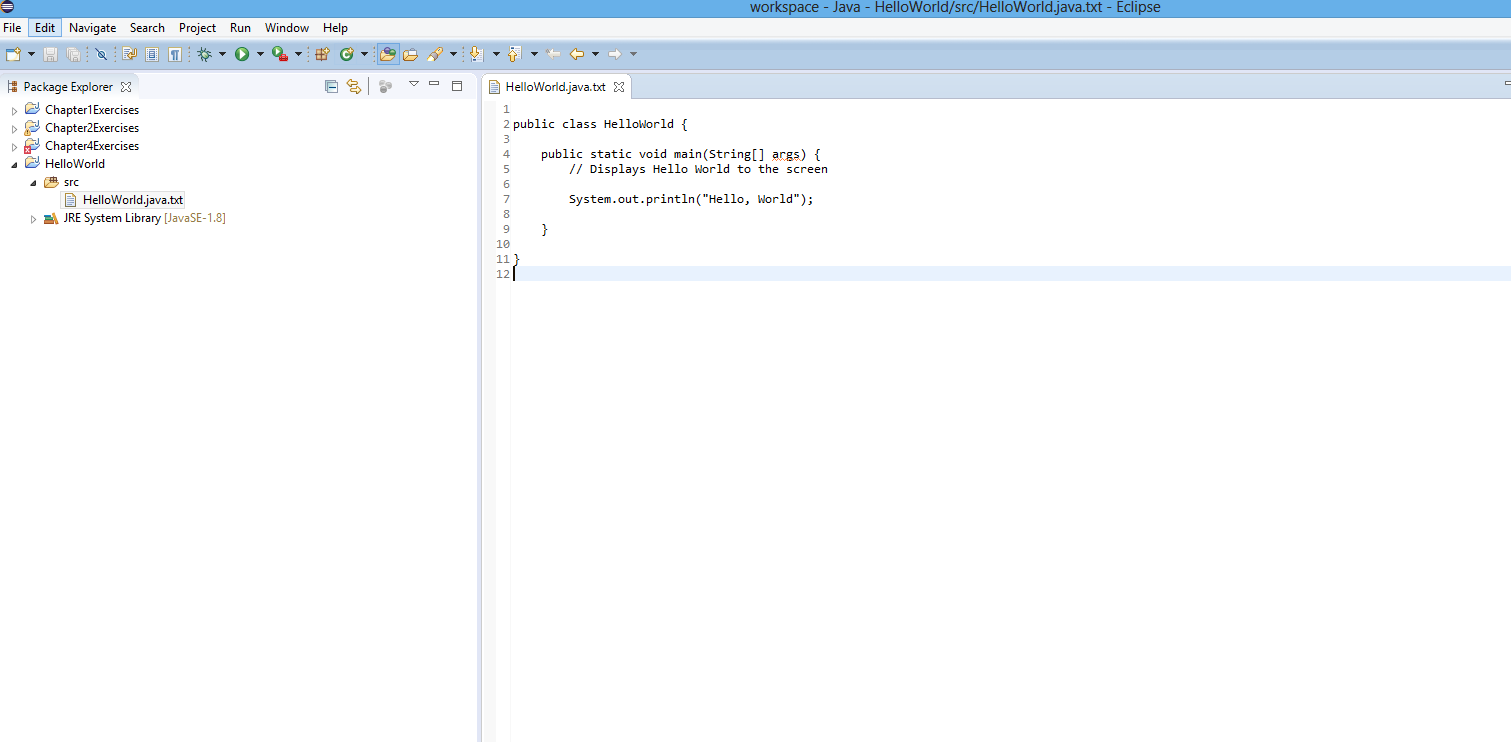 workspace - Java - HelloWorld/src/HelloWorld.java.txt - Eclipse
File Edit Navigate Search Project Run Window Help
Package Explorer
Chapter1Exercises
Chapter2Exercises
Chapter4Exercises
HelloWorld
src
HelloWorld.java.txt
JRE System Library [JavaSE-1.8]
HelloWorld.java.txt
1
2 public class HelloWorld {
3
4     public static void main(String[] args) {
5         // Displays Hello World to the screen
6
7         System.out.println("Hello, World");
8
9     }
10
11 }
12